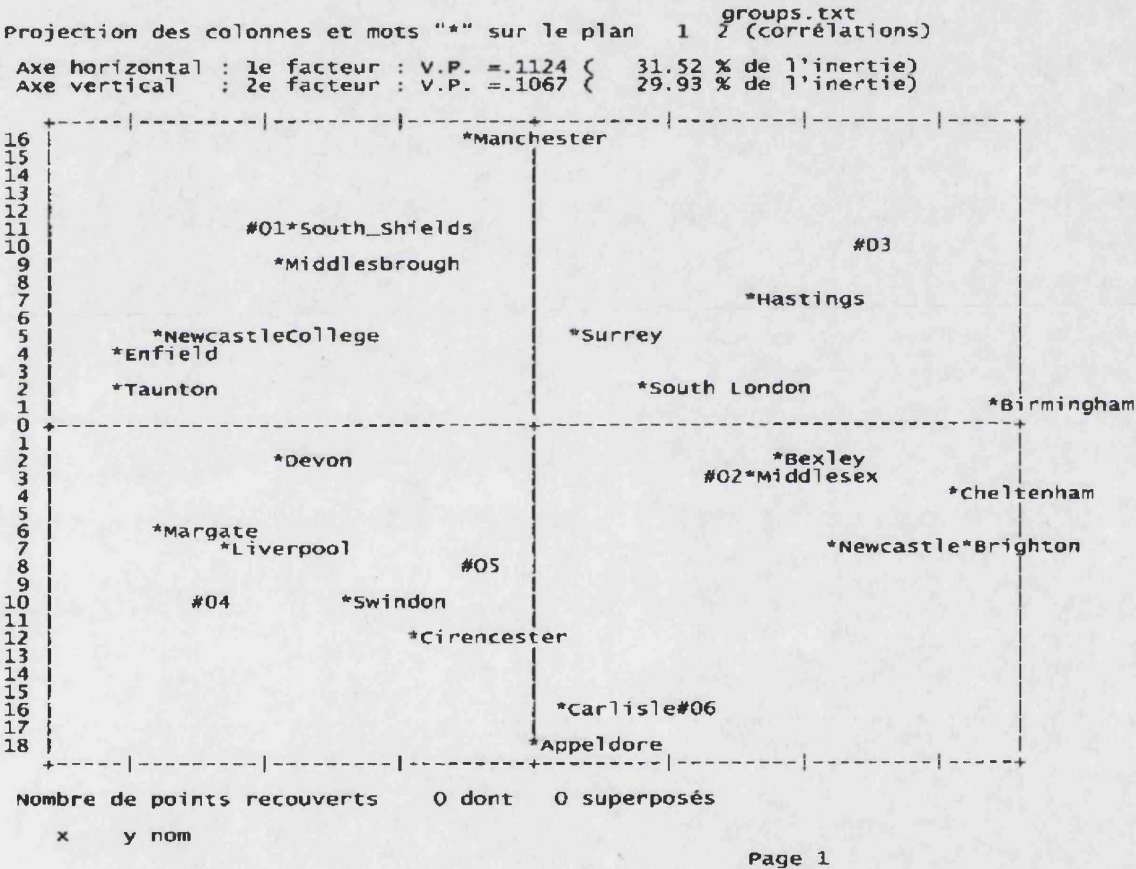 groups.txt
Projection des colonnes et mots "*" sur le plan 1 2 (corrélations)
Axe horizontal : 1e facteur : V.P. =.1124 ( 31.52 % de l'inertie)
Axe vertical : 2e facteur : V.P. =.1067 ( 29.93 % de l'inertie)
16 *Manchester
15
14
13
12
11 #01*South_Shields
10 #03
9 *Middlesbrough
8
7 *Hastings
6
5 *NewcastleCollege *Surrey
4 *Enfield
3
2 *Taunton *South London
1 *Birmingham
0
1
2 *Devon *Bexley
3 #02*Middlesex
4 *Cheltenham
5
6 *Margate
7 *Liverpool *Newcastle*Brighton
8 #05
9
10 #04 *Swindon
11
12 *Cirencester
13
14
15
16 *Carlisle#06
17
18 *Appeldore
Nombre de points recouverts 0 dont 0 superposés
x y nom
Page 1